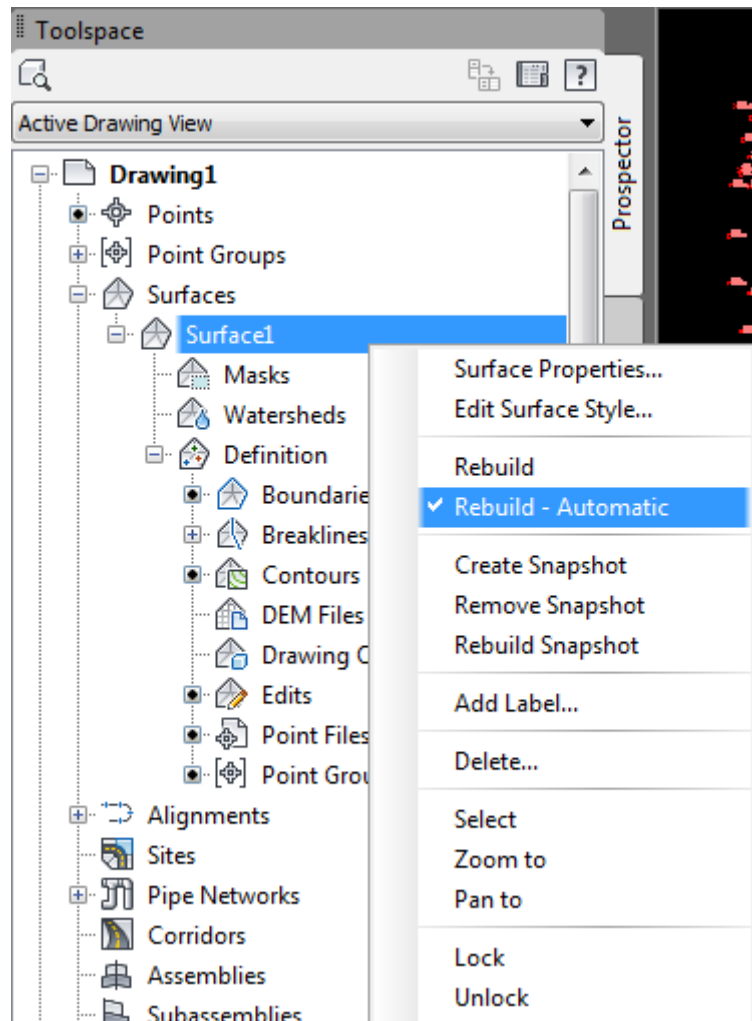 Toolspace
?
Active Drawing View
Prospector
Drawing1
Points
Point Groups
Surfaces
Surface1
Masks
Watersheds
Definition
Boundarie
Breaklines
Contours
DEM Files
Drawing O
Edits
Point Files
Point Grou
Alignments
Sites
Pipe Networks
Corridors
Assemblies
Subassemblies
Surface Properties...
Edit Surface Style...
Rebuild
Rebuild - Automatic
Create Snapshot
Remove Snapshot
Rebuild Snapshot
Add Label...
Delete...
Select
Zoom to
Pan to
Lock
Unlock